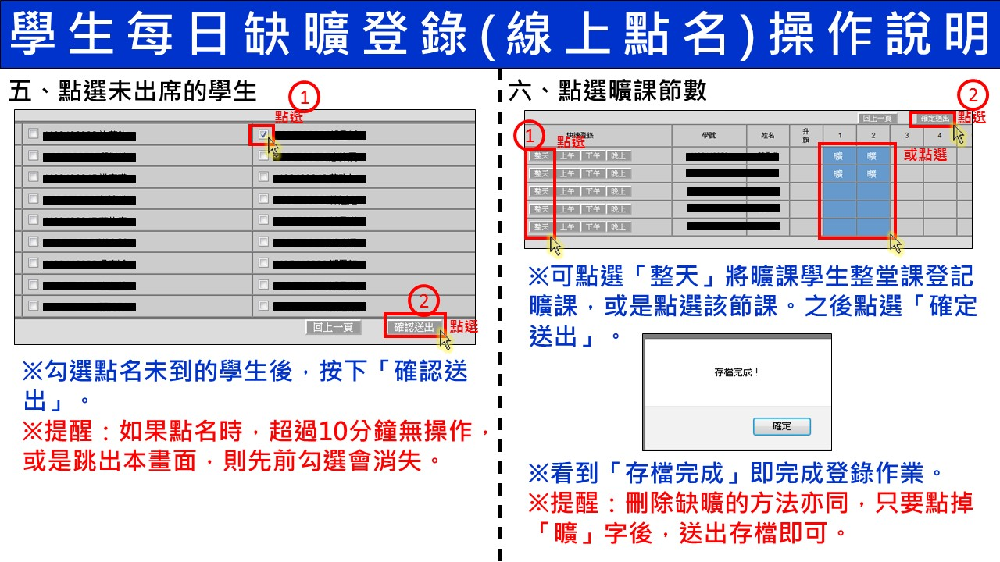 學生每日缺曠登錄(線上點名)操作說明
五、點選未出席的學生
1
點選
2
回上一頁
確認送出
點選
※勾選點名未到的學生後，按下「確認送
出」。
※提醒：如果點名時，超過10分鐘無操作，
或是跳出本畫面，則先前勾選會消失。
六、點選曠課節數
2
回上一頁
確定送出
點選
1
點選
快速登錄
學號
姓名
升旗
1
2
3
4
整天 上午 下午 晚上
曠 曠
或點選
整天 上午 下午 晚上
曠 曠
整天 上午 下午 晚上
整天 上午 下午 晚上
整天 上午 下午 晚上
※可點選「整天」將曠課學生整堂課登記
曠課，或是點選該節課。之後點選「確定
送出」。
存檔完成！
確定
※看到「存檔完成」即完成登錄作業。
※提醒：刪除缺曠的方法亦同，只要點掉
「曠」字後，送出存檔即可。